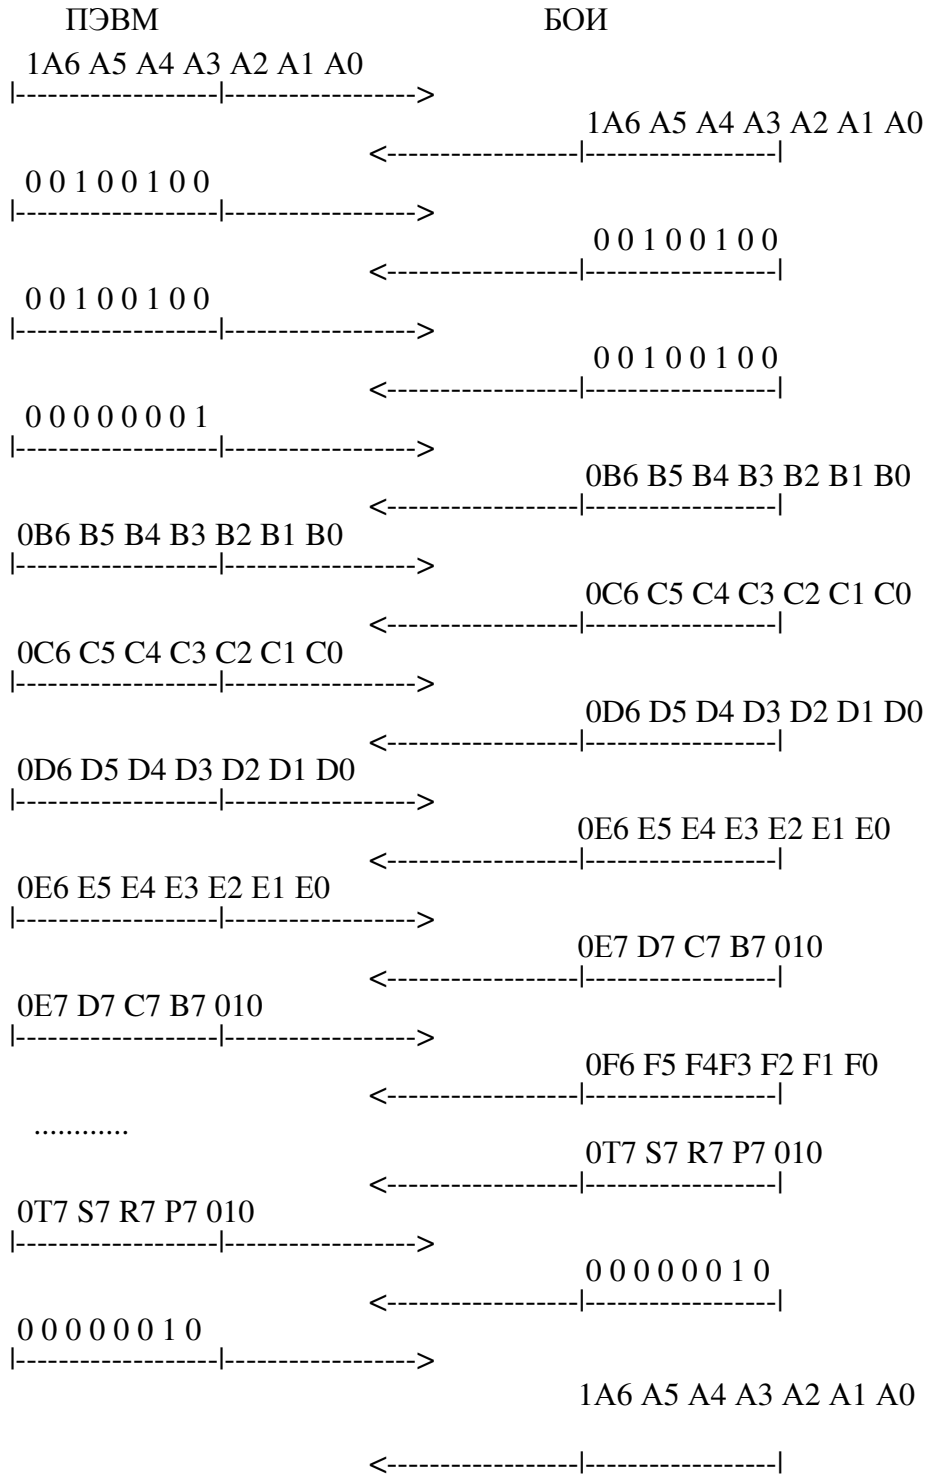 ПЭВМ БОИ
1A6 A5 A4 A3 A2 A1 A0
|-------------------|------------------>
1A6 A5 A4 A3 A2 A1 A0
<------------------|------------------|
0 0 1 0 0 1 0 0
|-------------------|------------------>
0 0 1 0 0 1 0 0
<------------------|------------------|
0 0 1 0 0 1 0 0
|-------------------|------------------>
0 0 1 0 0 1 0 0
<------------------|------------------|
0 0 0 0 0 0 0 1
|-------------------|------------------>
0B6 B5 B4 B3 B2 B1 B0
<------------------|------------------|
0B6 B5 B4 B3 B2 B1 B0
|-------------------|------------------>
0C6 C5 C4 C3 C2 C1 C0
<------------------|------------------|
0C6 C5 C4 C3 C2 C1 C0
|-------------------|------------------>
0D6 D5 D4 D3 D2 D1 D0
<------------------|------------------|
0D6 D5 D4 D3 D2 D1 D0
|-------------------|------------------>
0E6 E5 E4 E3 E2 E1 E0
<------------------|------------------|
0E6 E5 E4 E3 E2 E1 E0
|-------------------|------------------>
0E7 D7 C7 B7 010
<------------------|------------------|
0E7 D7 C7 B7 010
|-------------------|------------------>
0F6 F5 F4F3 F2 F1 F0
<------------------|------------------|
............
0T7 S7 R7 P7 010
<------------------|------------------|
0T7 S7 R7 P7 010
|-------------------|------------------>
0 0 0 0 0 0 1 0
<------------------|------------------|
0 0 0 0 0 0 1 0
|-------------------|------------------>
1A6 A5 A4 A3 A2 A1 A0
<------------------|------------------|